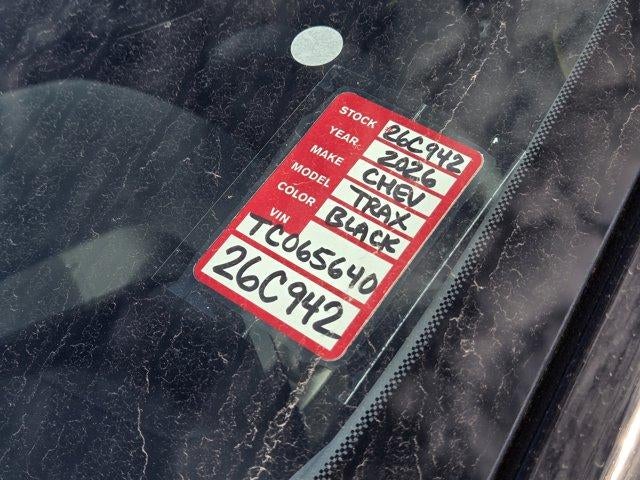 STOCK 26C942
YEAR 2026
MAKE CHEV
MODEL TRAX
COLOR BLACK
VIN
TC065640
26C942